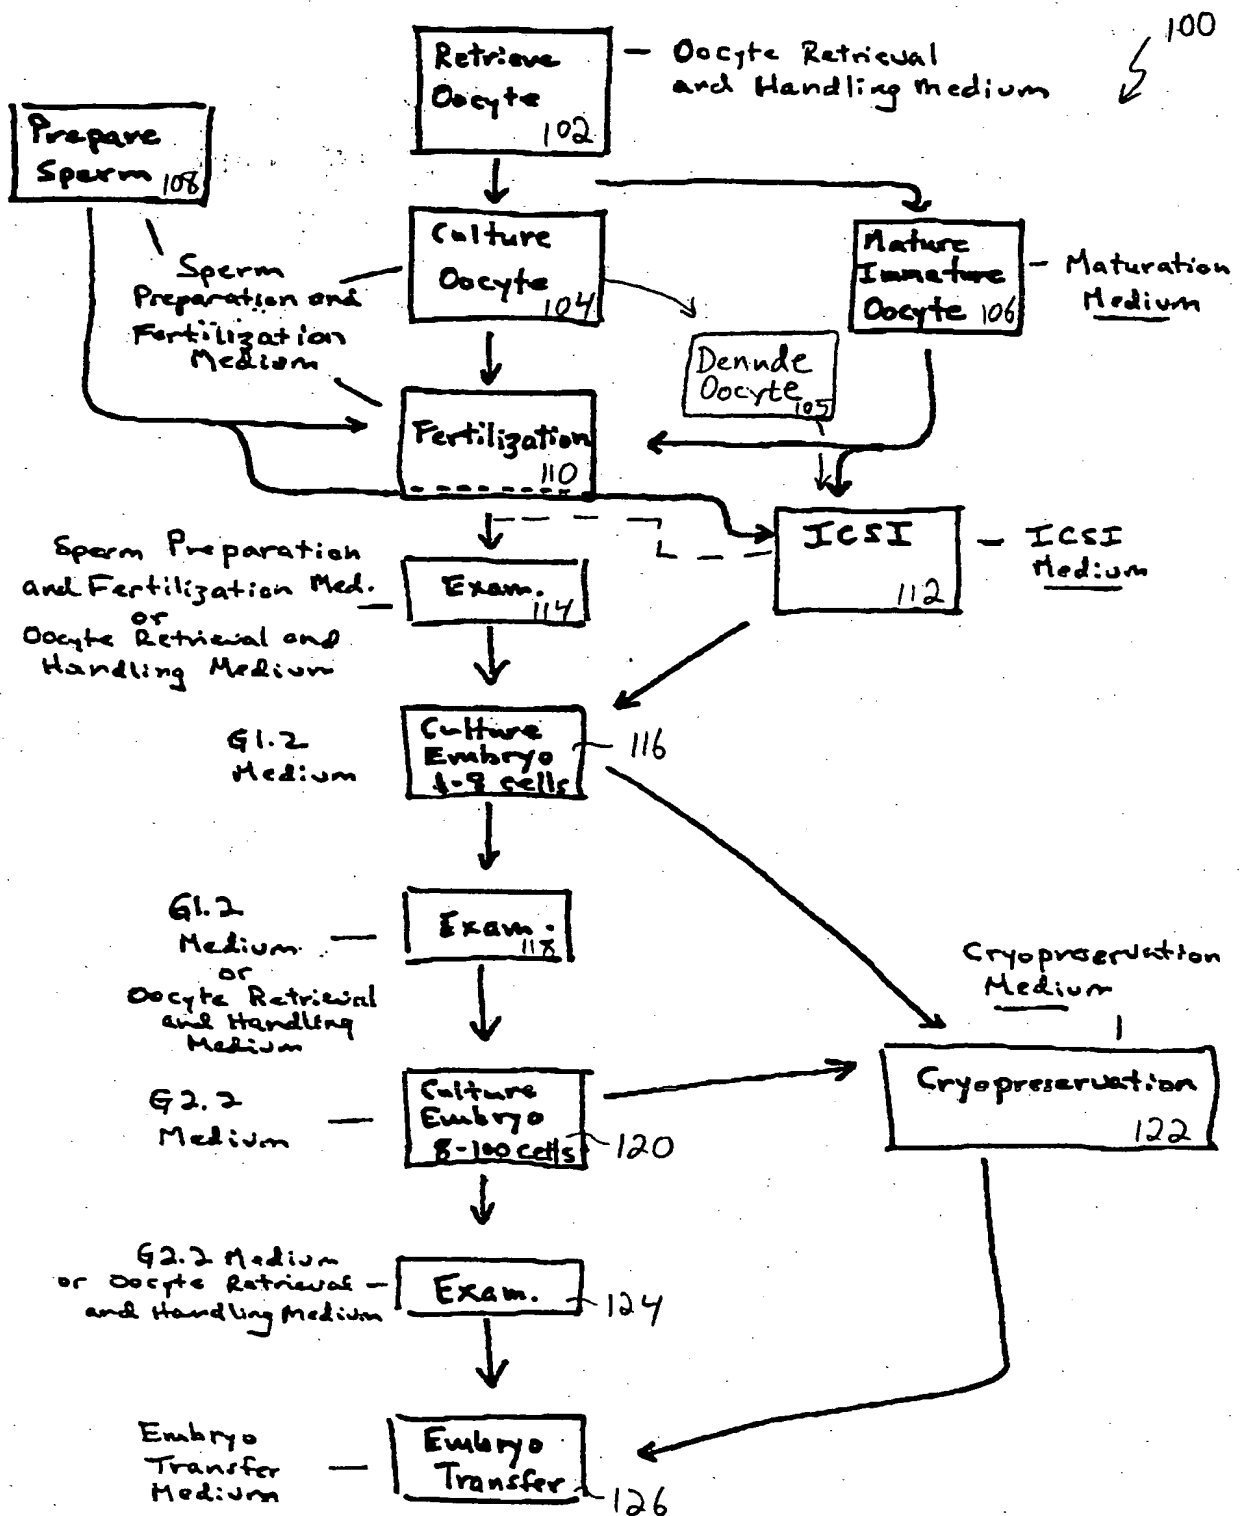 100
Retrieve
Oocyte
102
Oocyte Retrieval
and Handling Medium
Prepare
Sperm
108
Culture
Oocyte
104
Mature
Immature
Oocyte 106
Maturation
Medium
Sperm
Preparation and
Fertilization
Medium
Denude
Oocyte
105
Fertilization
110
ICSI
112
ICSI
Medium
Sperm Preparation
and Fertilization Med.
or
Oocyte Retrieval and
Handling Medium
Exam.
114
G1.2
Medium
Culture
Embryo
1-8 cells
116
G1.2
Medium
or
Oocyte Retrieval
and Handling
Medium
Exam.
118
Cryopreservation
Medium
Cryopreservation
122
G2.2
Medium
Culture
Embryo
8-100 cells
120
G2.2 Medium
or Oocyte Retrieval
and Handling Medium
Exam.
124
Embryo
Transfer
Medium
Embryo
Transfer
126